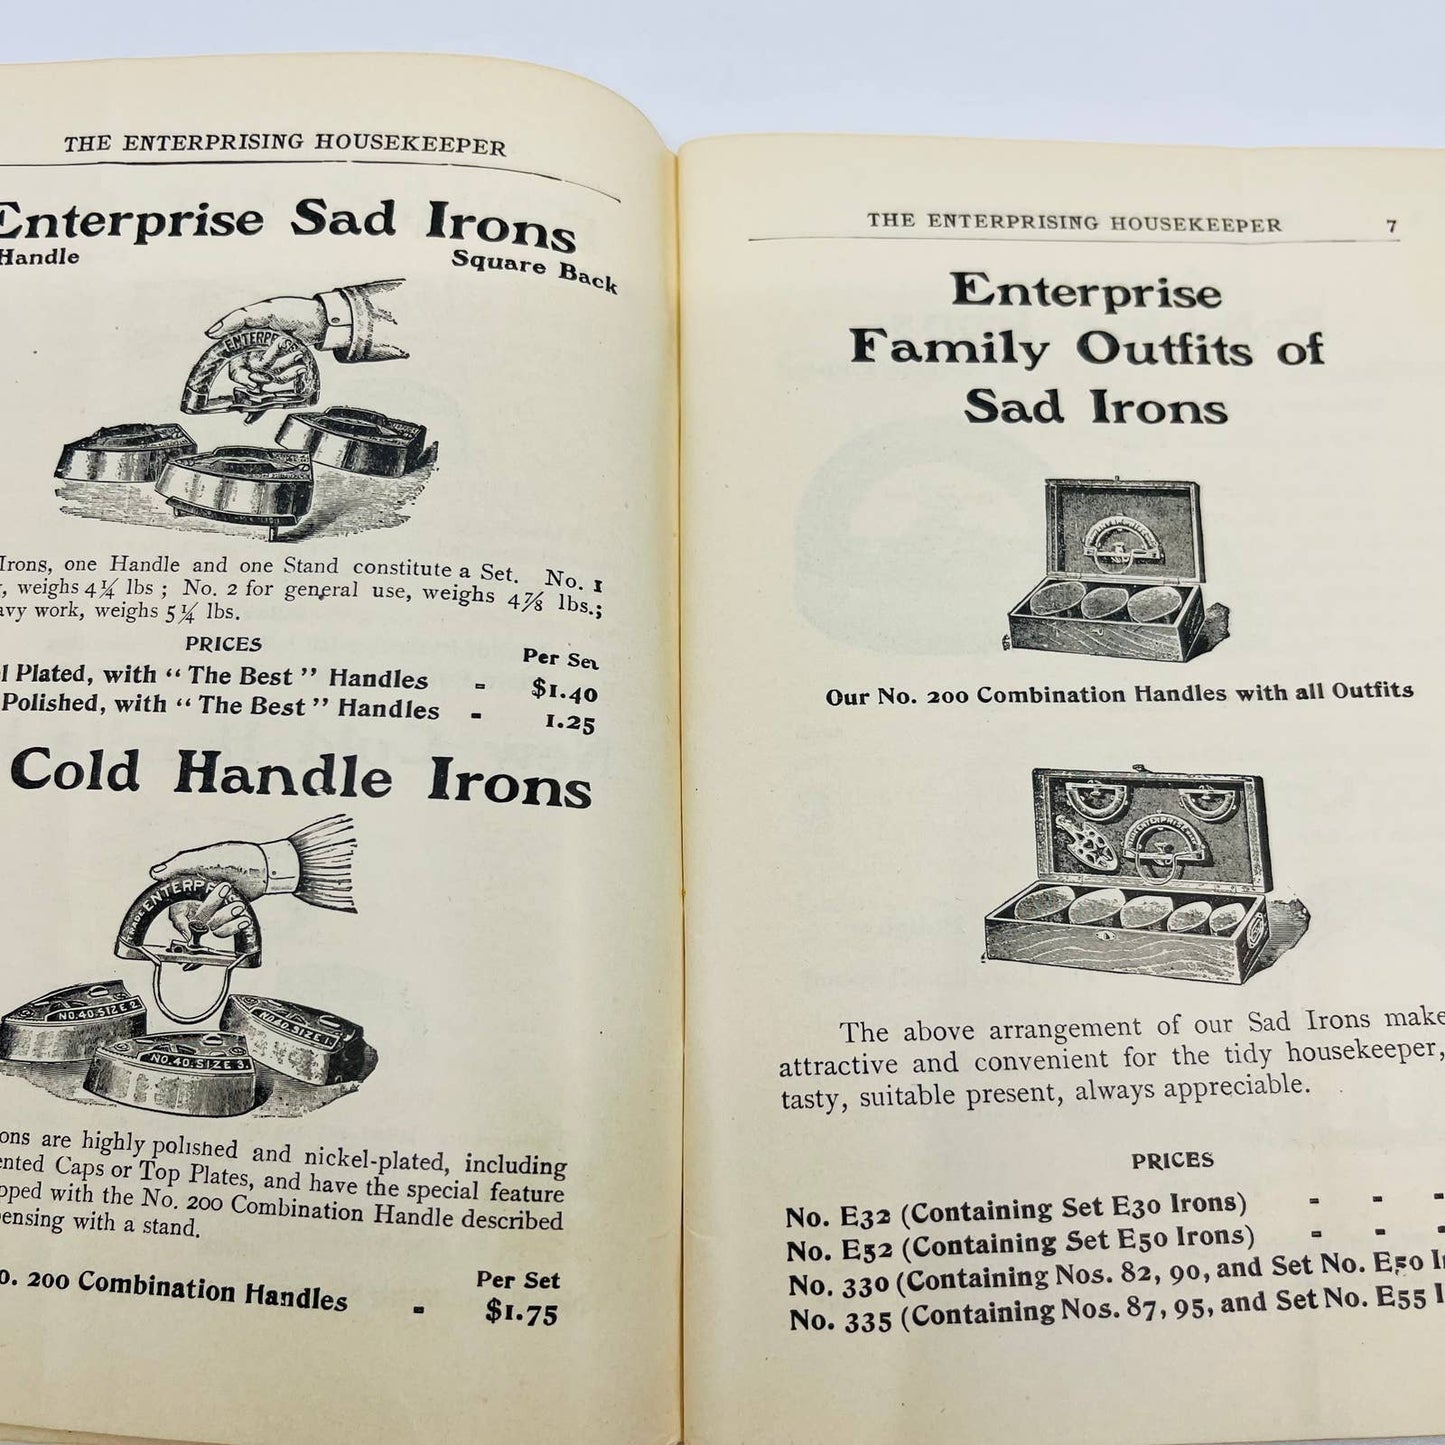 THE ENTERPRISING HOUSEKEEPER
Enterprise Sad Irons
Handle Square Back
ENTERPRISE
Irons, one Handle and one Stand constitute a Set. No. 1
weighs 4¼ lbs ; No. 2 for general use, weighs 4⅞ lbs.;
work, weighs 5¼ lbs.
PRICES Per Set
Plated, with “The Best” Handles - $1.40
Polished, with “The Best” Handles - 1.25
Cold Handle Irons
TRADE ENTERPRISE
NO.40.SIZE 2.
NO.40.SIZE 1.
NO.40.SIZE 3.
are highly polished and nickel-plated, including
Caps or Top Plates, and have the special feature
with the No. 200 Combination Handle described
with a stand.
Per Set
200 Combination Handles - $1.75
THE ENTERPRISING HOUSEKEEPER 7
Enterprise
Family Outfits of
Sad Irons
Our No. 200 Combination Handles with all Outfits
ENTERPRISE
The above arrangement of our Sad Irons make
attractive and convenient for the tidy housekeeper,
tasty, suitable present, always appreciable.
PRICES
No. E32 (Containing Set E30 Irons) - - -
No. E52 (Containing Set E50 Irons) - - -
No. 330 (Containing Nos. 82, 90, and Set No. E50
No. 335 (Containing Nos. 87, 95, and Set No. E55